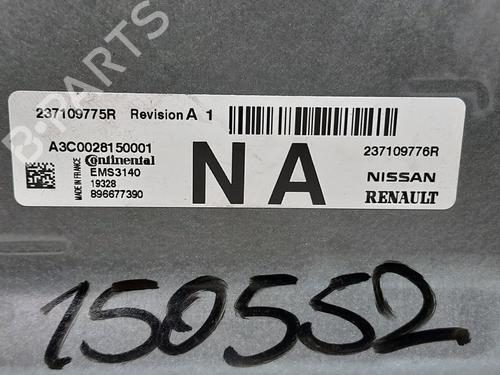 237109775R Revision A 1
A3C0028150001
Continental
EMS3140
19328
896677390
MADE IN FRANCE
NA
237109776R
NISSAN
RENAULT
150552
B-PARTS